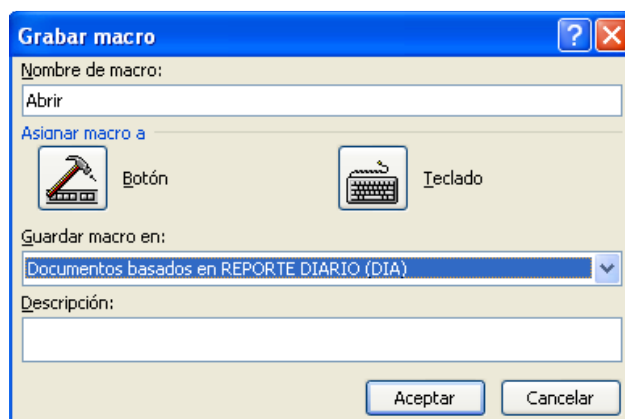 Grabar macro
Nombre de macro:
Abrir
Asignar macro a
Botón
Teclado
Guardar macro en:
Documentos basados en REPORTE DIARIO (DIA)
Descripción:
Aceptar
Cancelar